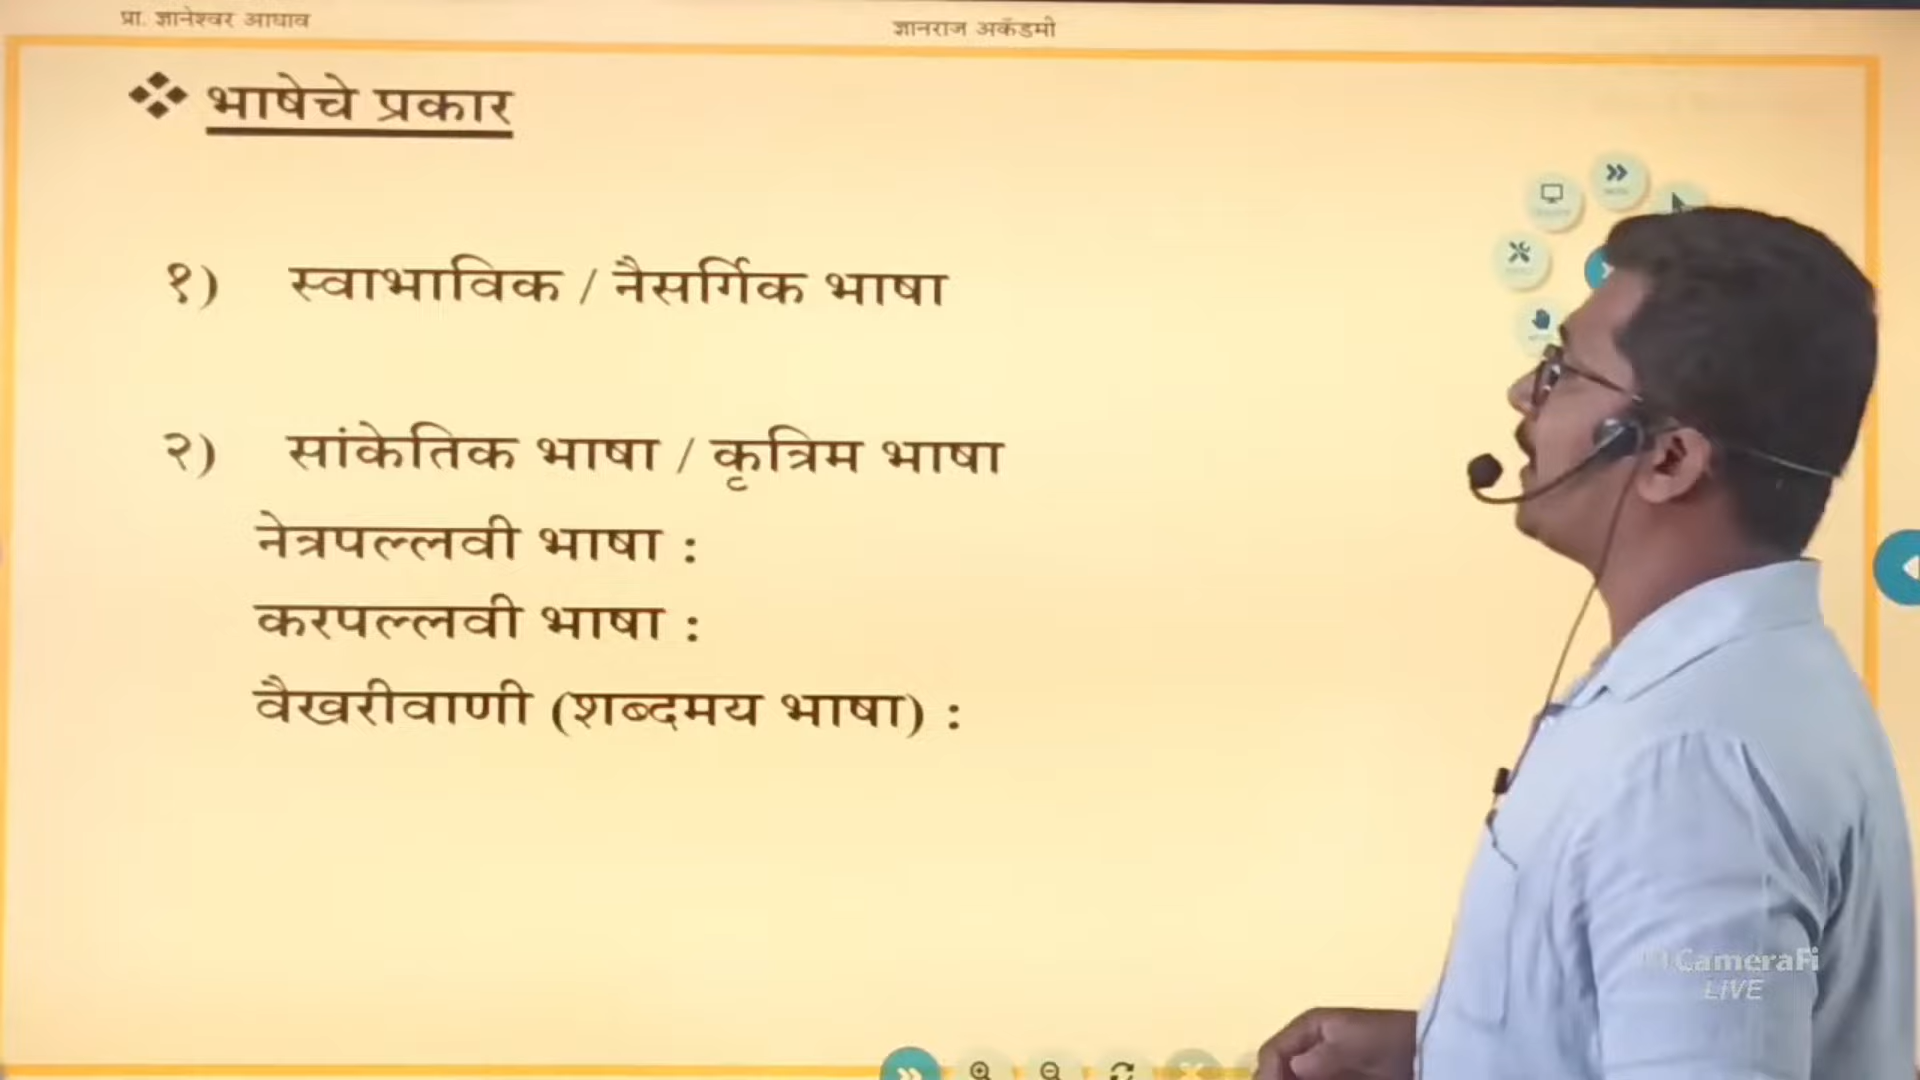 प्रा. ज्ञानेश्वर आघाव
ज्ञानराज अकॅडमी
❖ भाषेचे प्रकार
१) स्वाभाविक / नैसर्गिक भाषा
२) सांकेतिक भाषा / कृत्रिम भाषा
नेत्रपल्लवी भाषा :
करपल्लवी भाषा :
वैखरीवाणी (शब्दमय भाषा) :
CameraFi
LIVE